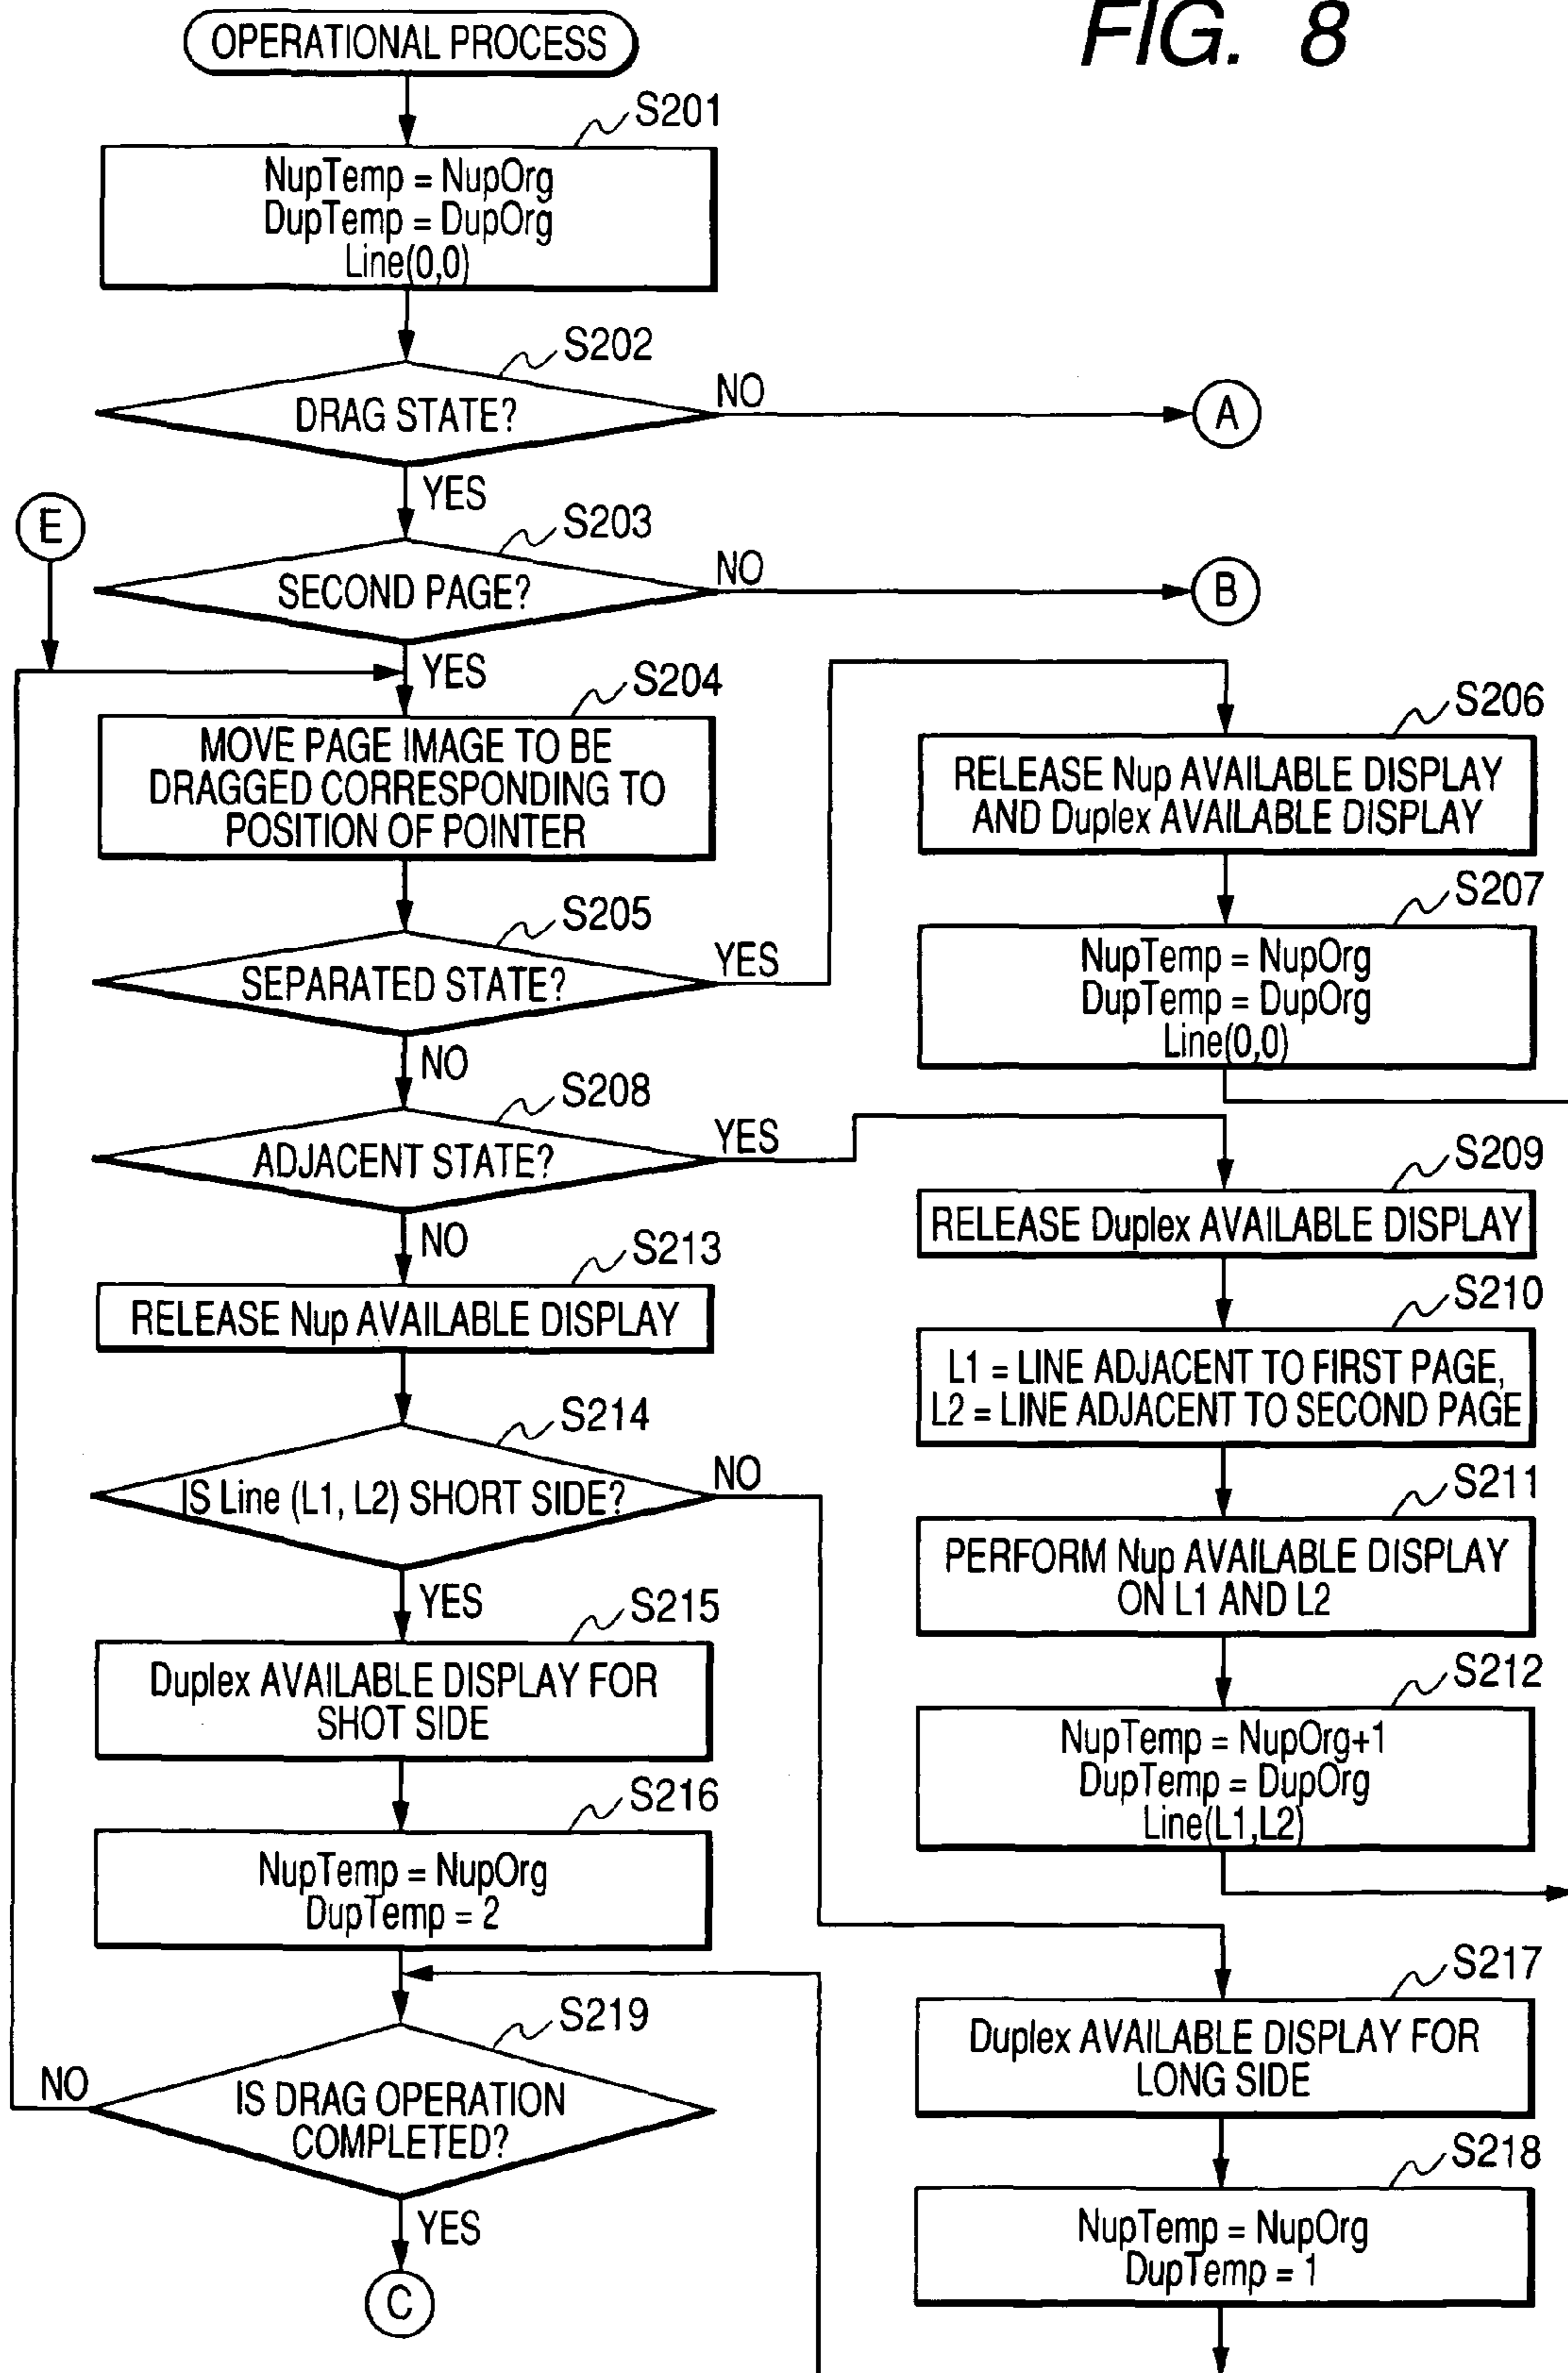 FIG. 8
OPERATIONAL PROCESS
S201
NupTemp = NupOrg
DupTemp = DupOrg
Line(0,0)
S202
DRAG STATE?
NO
A
YES
E
S203
SECOND PAGE?
NO
B
YES
S204
MOVE PAGE IMAGE TO BE
DRAGGED CORRESPONDING TO
POSITION OF POINTER
S205
SEPARATED STATE?
YES
NO
S206
RELEASE Nup AVAILABLE DISPLAY
AND Duplex AVAILABLE DISPLAY
S207
NupTemp = NupOrg
DupTemp = DupOrg
Line(0,0)
S208
ADJACENT STATE?
YES
NO
S209
RELEASE Duplex AVAILABLE DISPLAY
S210
L1 = LINE ADJACENT TO FIRST PAGE,
L2 = LINE ADJACENT TO SECOND PAGE
S211
PERFORM Nup AVAILABLE DISPLAY
ON L1 AND L2
S212
NupTemp = NupOrg+1
DupTemp = DupOrg
Line(L1,L2)
S213
RELEASE Nup AVAILABLE DISPLAY
S214
IS Line (L1, L2) SHORT SIDE?
NO
YES
S215
Duplex AVAILABLE DISPLAY FOR
SHOT SIDE
S216
NupTemp = NupOrg
DupTemp = 2
S217
Duplex AVAILABLE DISPLAY FOR
LONG SIDE
S218
NupTemp = NupOrg
DupTemp = 1
S219
IS DRAG OPERATION
COMPLETED?
NO
YES
C